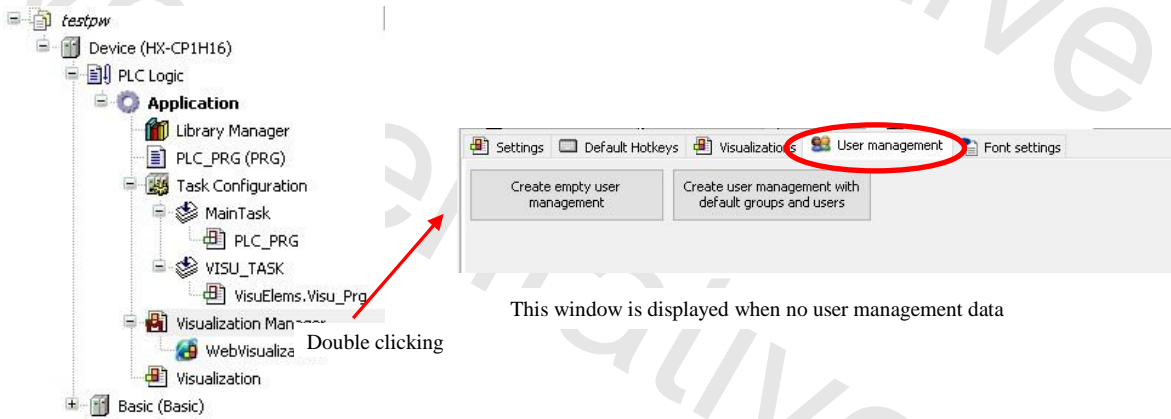 testpw
Device (HX-CP1H16)
PLC Logic
Application
Library Manager
PLC_PRG (PRG)
Task Configuration
MainTask
PLC_PRG
VISU_TASK
VisuElems.Visu_Prg
Visualization Manager
WebVisualiza
Visualization
Basic (Basic)
Double clicking
Settings Default Hotkeys Visualizations User management Font settings
Create empty user
management
Create user management with
default groups and users
This window is displayed when no user management data